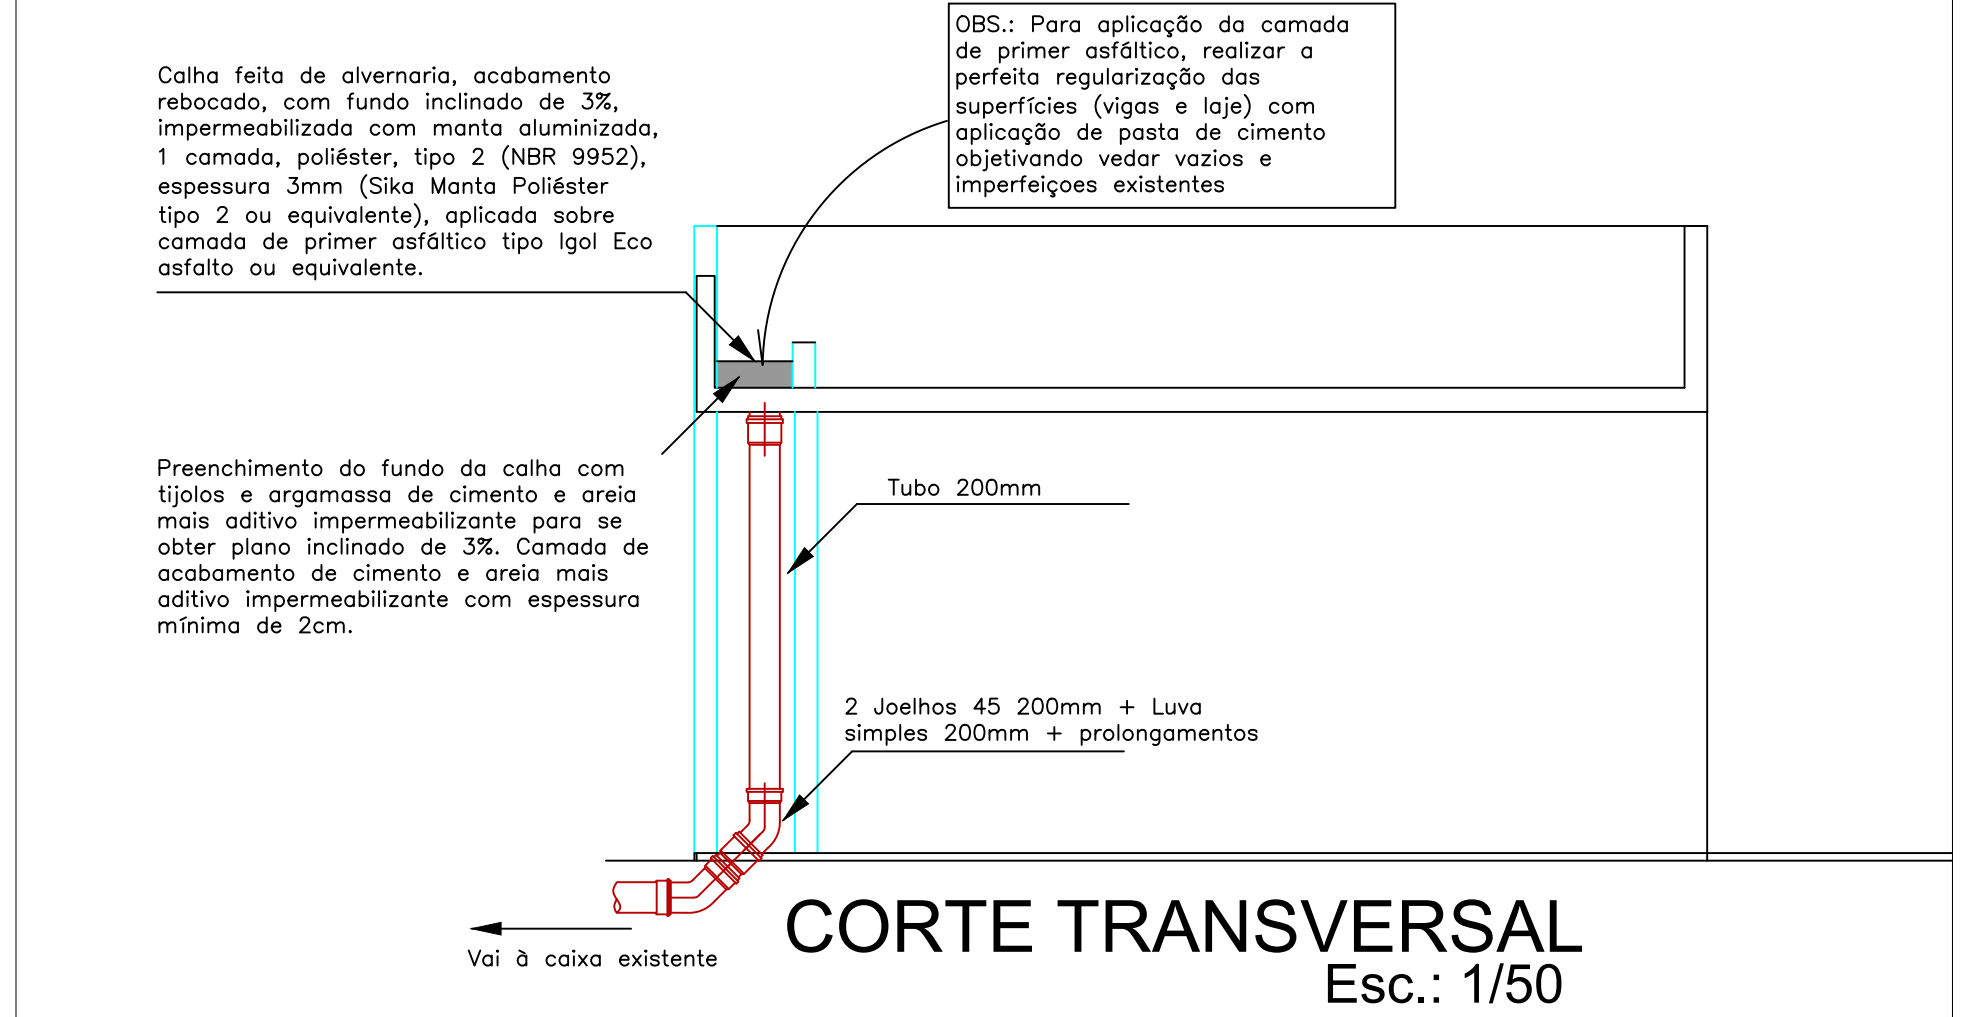 OBS.: Para aplicação da camada
de primer asfáltico, realizar a
perfeita regularização das
superfícies (vigas e laje) com
aplicação de pasta de cimento
objetivando vedar vazios e
imperfeiçoes existentes
Calha feita de alvernaria, acabamento
rebocado, com fundo inclinado de 3%,
impermeabilizada com manta aluminizada,
1 camada, poliéster, tipo 2 (NBR 9952),
espessura 3mm (Sika Manta Poliéster
tipo 2 ou equivalente), aplicada sobre
camada de primer asfáltico tipo Igol Eco
asfalto ou equivalente.
Preenchimento do fundo da calha com
tijolos e argamassa de cimento e areia
mais aditivo impermeabilizante para se
obter plano inclinado de 3%. Camada de
acabamento de cimento e areia mais
aditivo impermeabilizante com espessura
mínima de 2cm.
Tubo 200mm
2 Joelhos 45 200mm + Luva
simples 200mm + prolongamentos
Vai à caixa existente
CORTE TRANSVERSAL
Esc.: 1/50